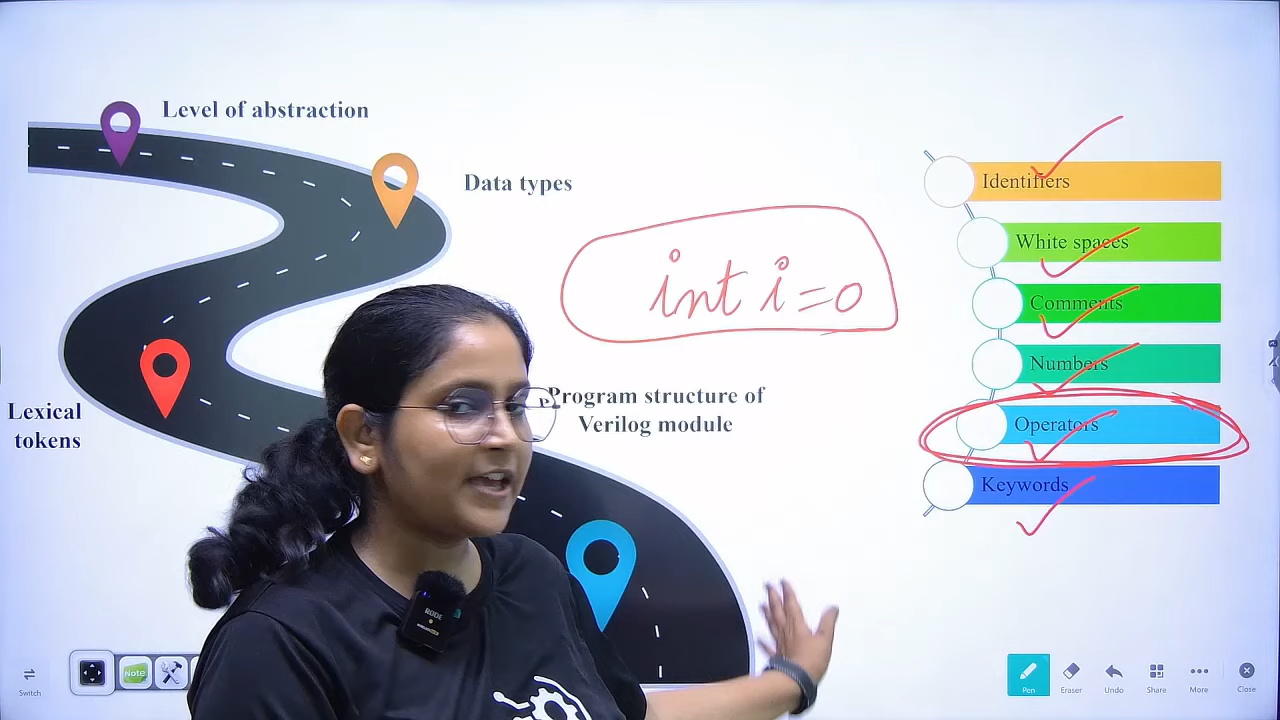 Level of abstraction
Data types
int i=0
Lexical
tokens
Program structure of
Verilog module
Identifiers
White spaces
Comments
Numbers
Operators
Keywords
RODE
Note
Switch
Pen
Eraser
Undo
Share
More
Close